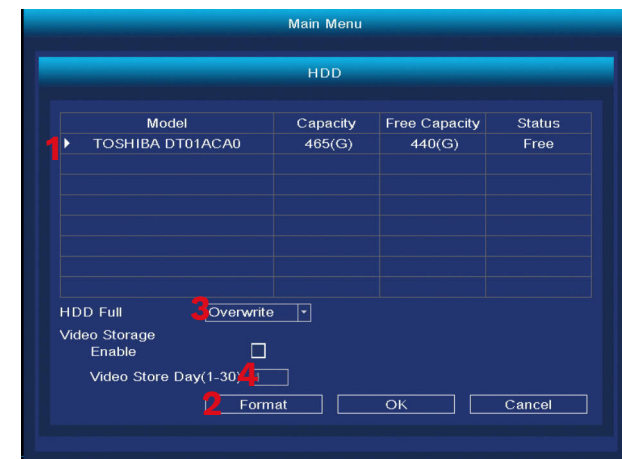 Main Menu
HDD
Model Capacity Free Capacity Status
1 TOSHIBA DT01ACA0 465(G) 440(G) Free
HDD Full 3 Overwrite
Video Storage
Enable
Video Store Day(1-30) 4
2 Format OK Cancel